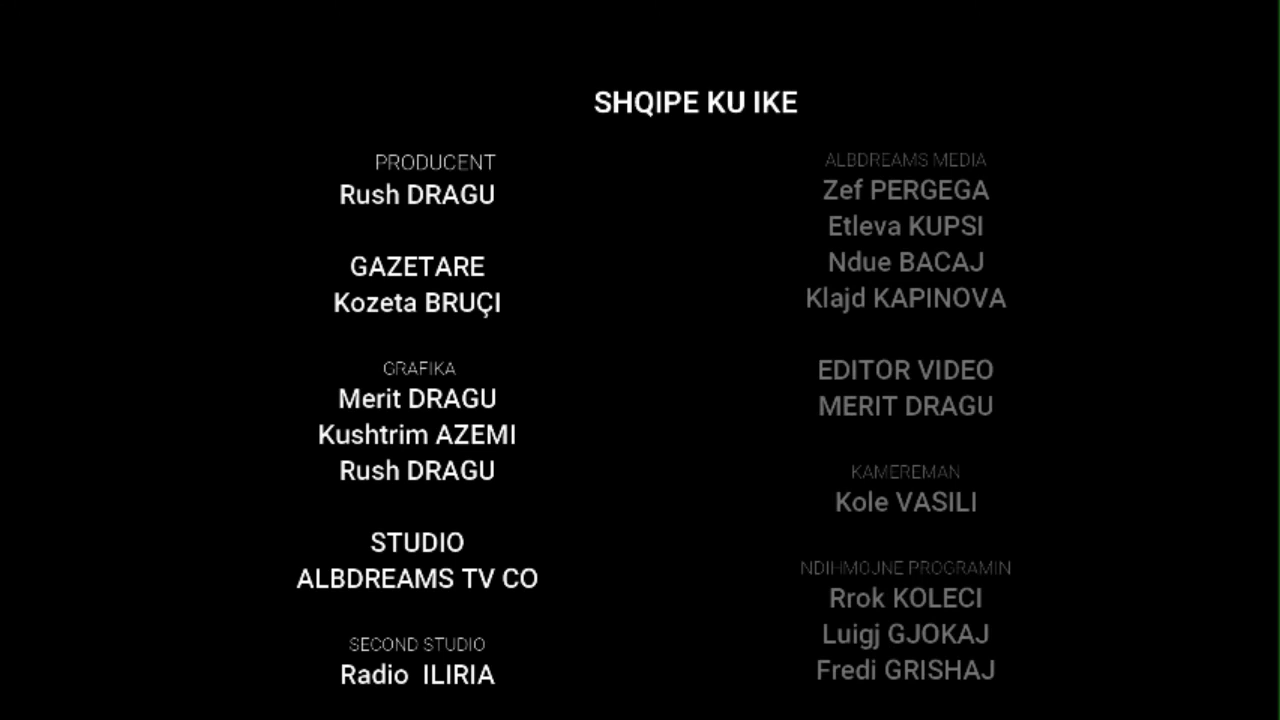 SHQIPE KU IKE
PRODUCENT
Rush DRAGU
GAZETARE
Kozeta BRUÇI
GRAFIKA
Merit DRAGU
Kushtrim AZEMI
Rush DRAGU
STUDIO
ALBDREAMS TV CO
SECOND STUDIO
Radio ILIRIA
ALBDREAMS MEDIA
Zef PERGEGA
Etleva KUPSI
Ndue BACAJ
Klajd KAPINOVA
EDITOR VIDEO
MERIT DRAGU
KAMEREMAN
Kole VASILI
NDIHMOJNE PROGRAMIN
Rrok KOLECI
Luigj GJOKAJ
Fredi GRISHAJ